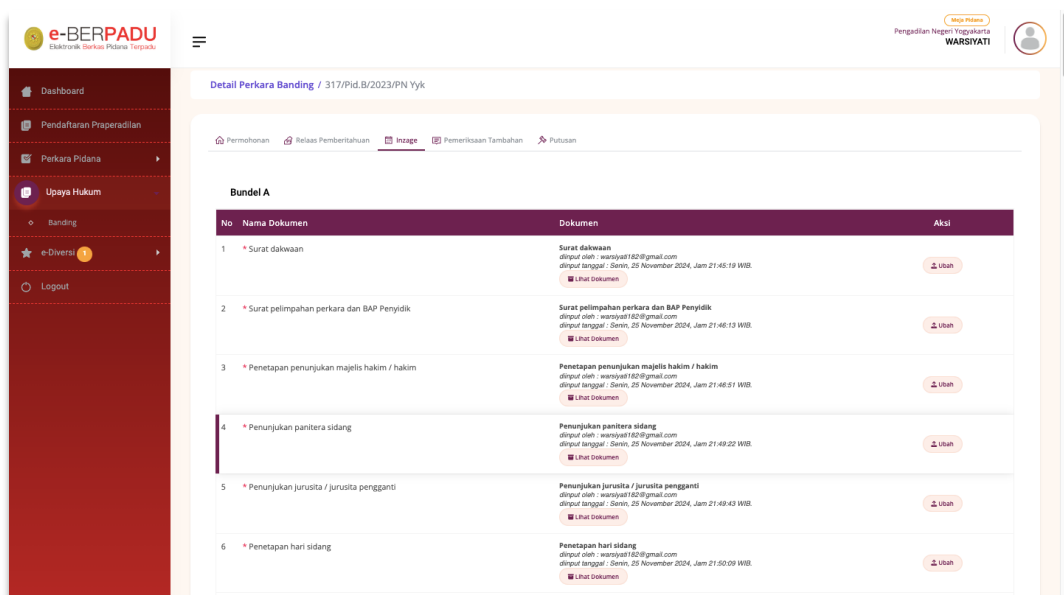 e-BERPADU
Elektronik Berkas Pidana Terpadu
Meja Pidana
Pengadilan Negeri Yogyakarta
WARSIYATI
Dashboard
Pendaftaran Praperadilan
Perkara Pidana
Upaya Hukum
Banding
e-Diversi 1
Logout
Detail Perkara Banding / 317/Pid.B/2023/PN Yyk
Permohonan Relaas Pemberitahuan Inzage Pemeriksaan Tambahan Putusan
Bundel A
No Nama Dokumen Dokumen Aksi
1 * Surat dakwaan
Surat dakwaan
diinput oleh : warsiyati182@gmail.com
diinput tanggal : Senin, 25 November 2024, Jam 21:45:19 WIB.
Lihat Dokumen
Ubah
2 * Surat pelimpahan perkara dan BAP Penyidik
Surat pelimpahan perkara dan BAP Penyidik
diinput oleh : warsiyati182@gmail.com
diinput tanggal : Senin, 25 November 2024, Jam 21:46:13 WIB.
Lihat Dokumen
Ubah
3 * Penetapan penunjukan majelis hakim / hakim
Penetapan penunjukan majelis hakim / hakim
diinput oleh : warsiyati182@gmail.com
diinput tanggal : Senin, 25 November 2024, Jam 21:46:51 WIB.
Lihat Dokumen
Ubah
4 * Penunjukan panitera sidang
Penunjukan panitera sidang
diinput oleh : warsiyati182@gmail.com
diinput tanggal : Senin, 25 November 2024, Jam 21:49:22 WIB.
Lihat Dokumen
Ubah
5 * Penunjukan jurusita / jurusita pengganti
Penunjukan jurusita / jurusita pengganti
diinput oleh : warsiyati182@gmail.com
diinput tanggal : Senin, 25 November 2024, Jam 21:49:43 WIB.
Lihat Dokumen
Ubah
6 * Penetapan hari sidang
Penetapan hari sidang
diinput oleh : warsiyati182@gmail.com
diinput tanggal : Senin, 25 November 2024, Jam 21:50:09 WIB.
Lihat Dokumen
Ubah